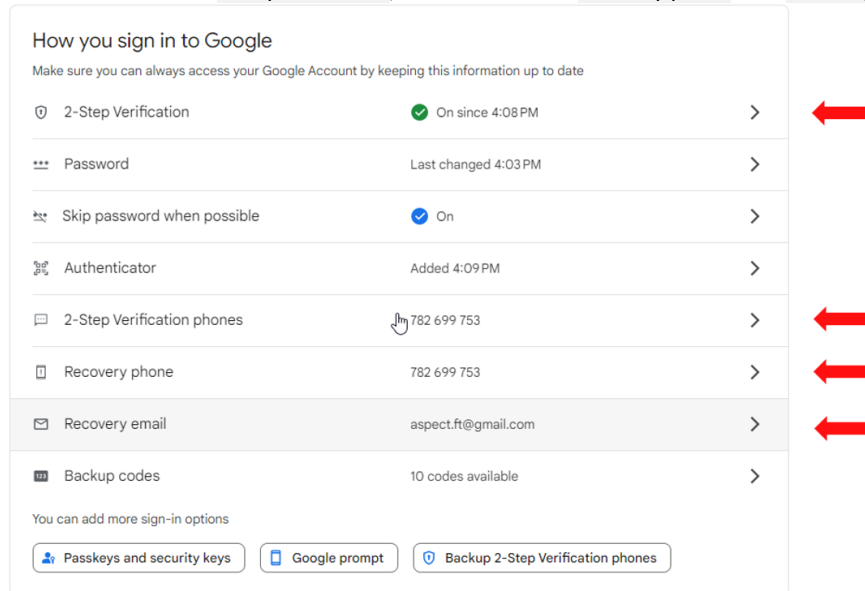 How you sign in to Google
Make sure you can always access your Google Account by keeping this information up to date
2-Step Verification On since 4:08 PM
Password Last changed 4:03 PM
Skip password when possible On
Authenticator Added 4:09 PM
2-Step Verification phones 782 699 753
Recovery phone 782 699 753
Recovery email aspect.ft@gmail.com
123 Backup codes 10 codes available
You can add more sign-in options
Passkeys and security keys Google prompt Backup 2-Step Verification phones